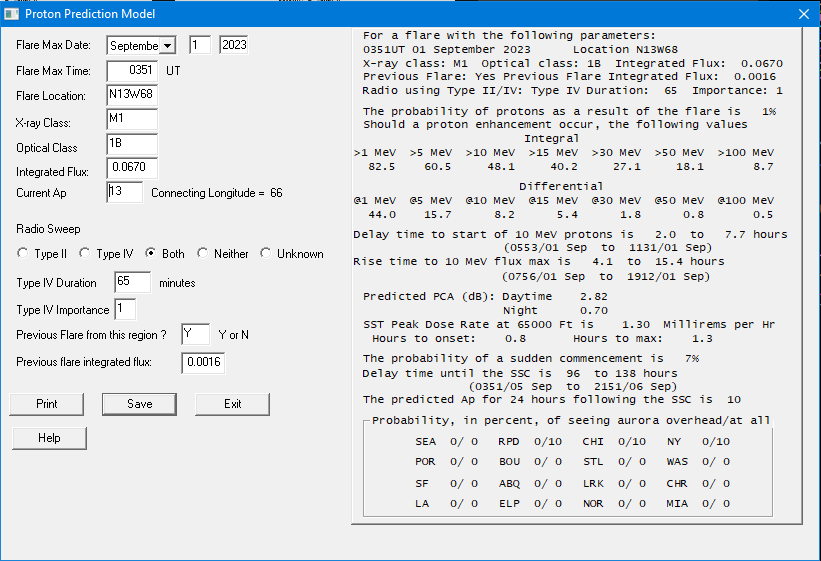 Proton Prediction Model
Flare Max Date: Septembe 1 2023
Flare Max Time: 0351 UT
Flare Location: N13W68
X-ray Class: M1
Optical Class 1B
Integrated Flux: 0.0670
Current Ap 13 Connecting Longitude = 66
Radio Sweep
Type II Type IV Both Neither Unknown
Type IV Duration 65 minutes
Type IV Importance 1
Previous Flare from this region ? Y Y or N
Previous flare integrated flux: 0.0016
Print Save Exit
Help
For a flare with the following parameters:
0351UT 01 September 2023 Location N13W68
X-ray class: M1 Optical class: 1B Integrated Flux: 0.0670
Previous Flare: Yes Previous Flare Integrated Flux: 0.0016
Radio using Type II/IV: Type IV Duration: 65 Importance: 1
The probability of protons as a result of the flare is 1%
Should a proton enhancement occur, the following values
Integral
>1 MeV >5 MeV >10 MeV >15 MeV >30 MeV >50 MeV >100 MeV
82.5 60.5 48.1 40.2 27.1 18.1 8.7
Differential
@1 MeV @5 MeV @10 MeV @15 MeV @30 MeV @50 MeV @100 MeV
44.0 15.7 8.2 5.4 1.8 0.8 0.5
Delay time to start of 10 MeV protons is 2.0 to 7.7 hours
(0553/01 Sep to 1131/01 Sep)
Rise time to 10 MeV flux max is 4.1 to 15.4 hours
(0756/01 Sep to 1912/01 Sep)
Predicted PCA (dB): Daytime 2.82
Night 0.70
SST Peak Dose Rate at 65000 Ft is 1.30 Millirems per Hr
Hours to onset: 0.8 Hours to max: 1.3
The probability of a sudden commencement is 7%
Delay time until the SSC is 96 to 138 hours
(0351/05 Sep to 2151/06 Sep)
The predicted Ap for 24 hours following the SSC is 10
Probability, in percent, of seeing aurora overhead/at all
SEA 0/ 0 RPD 0/10 CHI 0/10 NY 0/10
POR 0/ 0 BOU 0/ 0 STL 0/ 0 WAS 0/ 0
SF 0/ 0 ABQ 0/ 0 LRK 0/ 0 CHR 0/ 0
LA 0/ 0 ELP 0/ 0 NOR 0/ 0 MIA 0/ 0